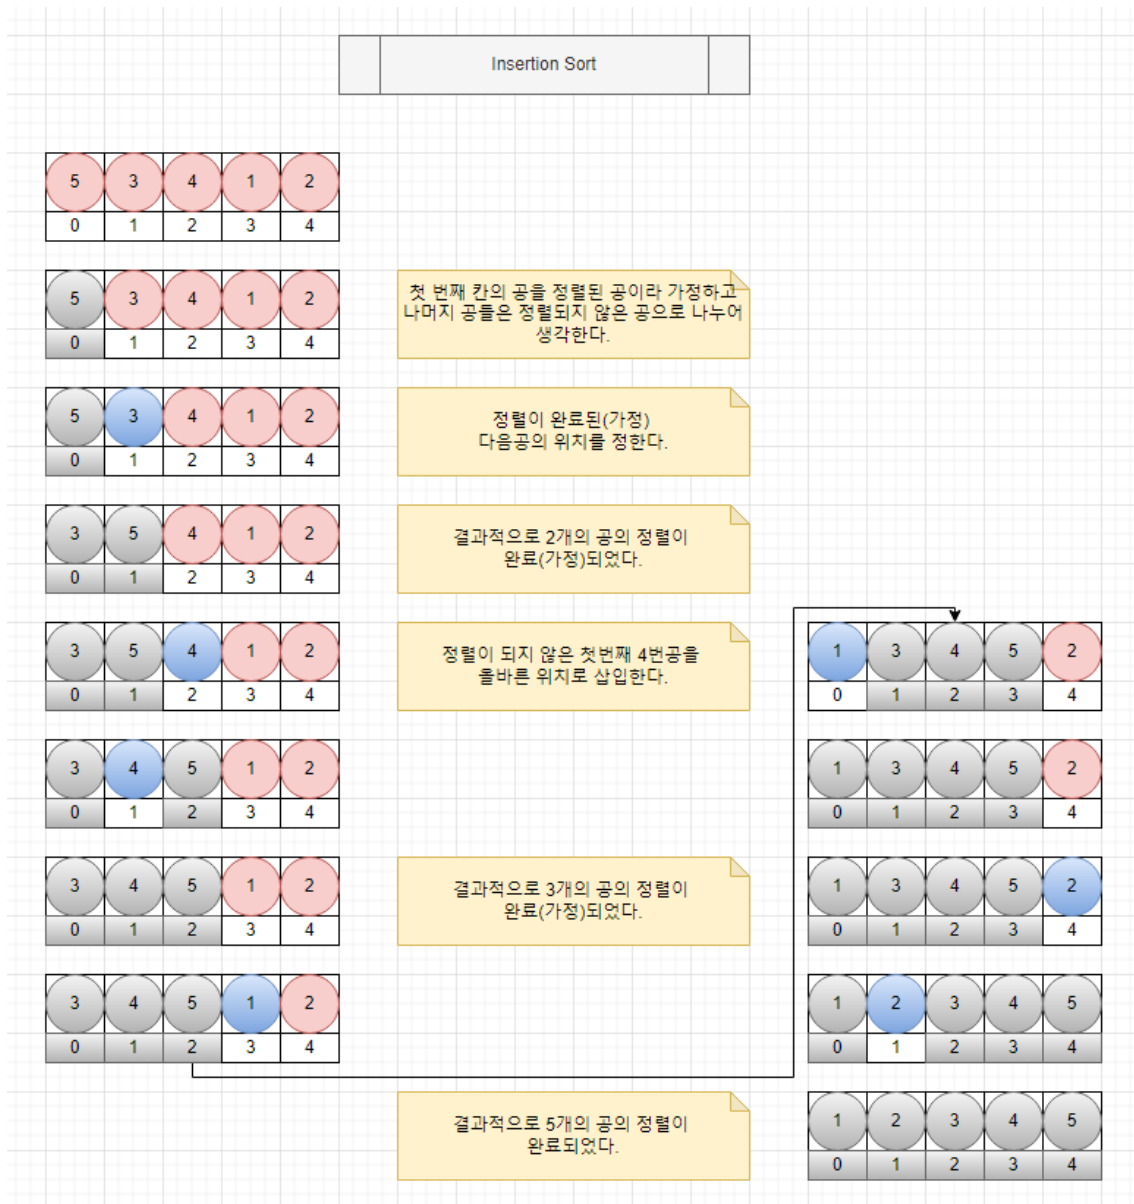 Insertion Sort
5 3 4 1 2
0 1 2 3 4
5 3 4 1 2
0 1 2 3 4
첫 번째 칸의 공을 정렬된 공이라 가정하고
나머지 공들은 정렬되지 않은 공으로 나누어
생각한다.
5 3 4 1 2
0 1 2 3 4
정렬이 완료된(가정)
다음공의 위치를 정한다.
3 5 4 1 2
0 1 2 3 4
결과적으로 2개의 공의 정렬이
완료(가정)되었다.
3 5 4 1 2
0 1 2 3 4
정렬이 되지 않은 첫번째 4번공을
올바른 위치로 삽입한다.
3 4 5 1 2
0 1 2 3 4
3 4 5 1 2
0 1 2 3 4
결과적으로 3개의 공의 정렬이
완료(가정)되었다.
3 4 5 1 2
0 1 2 3 4
1 3 4 5 2
0 1 2 3 4
1 3 4 5 2
0 1 2 3 4
1 3 4 5 2
0 1 2 3 4
1 2 3 4 5
0 1 2 3 4
결과적으로 5개의 공의 정렬이
완료되었다.
1 2 3 4 5
0 1 2 3 4